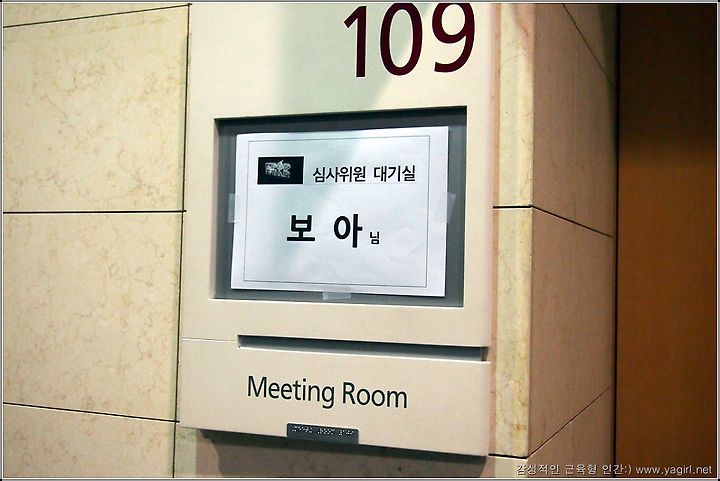 109
심사위원 대기실
보아 님
Meeting Room
감성적인 근육형 인간:) www.yagirl.net